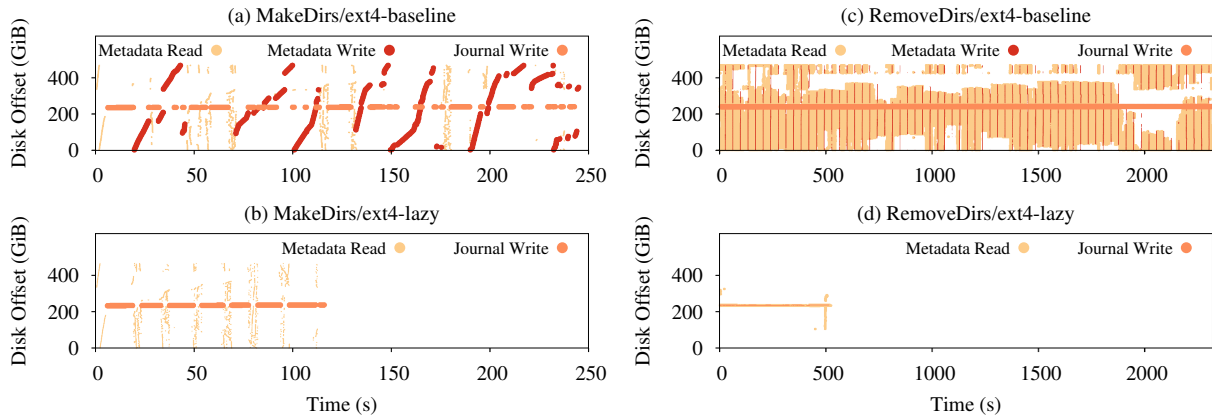 (a) MakeDirs/ext4-baseline
Metadata Read Metadata Write Journal Write
Disk Offset (GiB)
400
200
0
0 50 100 150 200 250
(c) RemoveDirs/ext4-baseline
Metadata Read Metadata Write Journal Write
Disk Offset (GiB)
400
200
0
0 500 1000 1500 2000
(b) MakeDirs/ext4-lazy
Metadata Read Journal Write
Disk Offset (GiB)
400
200
0
0 50 100 150 200 250
Time (s)
(d) RemoveDirs/ext4-lazy
Metadata Read Journal Write
Disk Offset (GiB)
400
200
0
0 500 1000 1500 2000
Time (s)